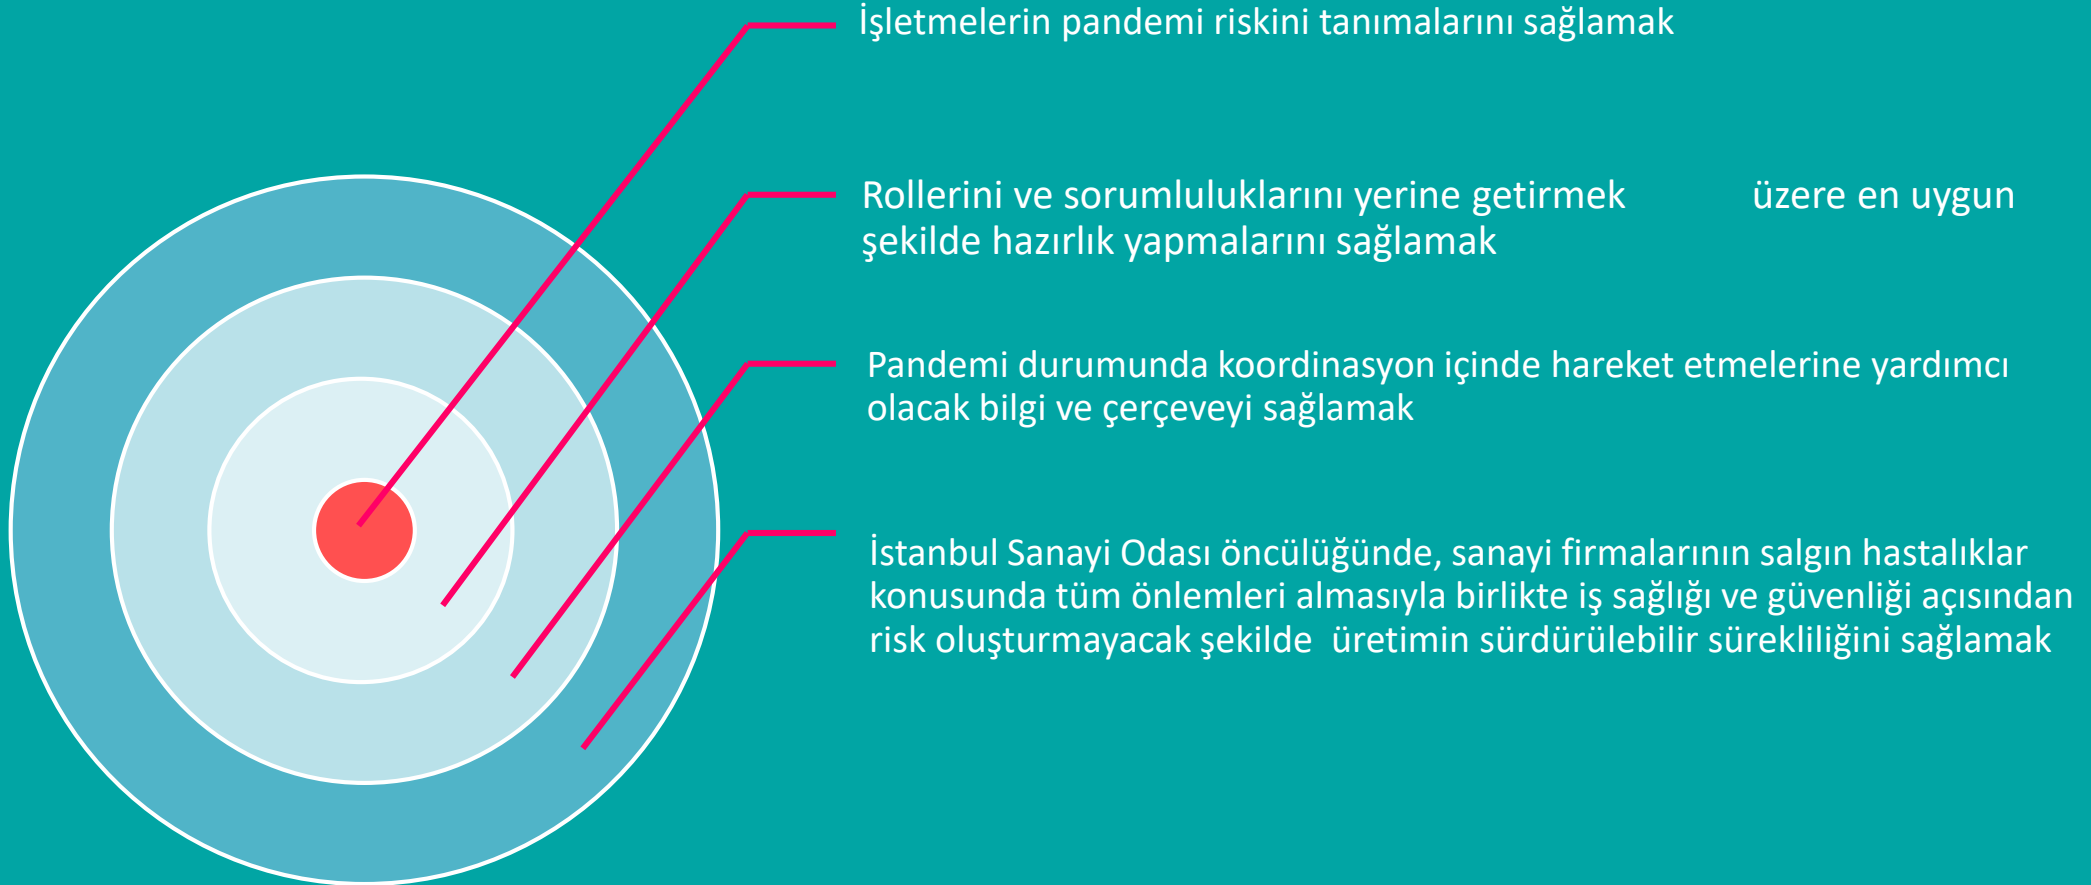 İşletmelerin pandemi riskini tanımalarını sağlamak
Rollerini ve sorumluluklarını yerine getirmek üzere en uygun
şekilde hazırlık yapmalarını sağlamak
Pandemi durumunda koordinasyon içinde hareket etmelerine yardımcı
olacak bilgi ve çerçeveyi sağlamak
İstanbul Sanayi Odası öncülüğünde, sanayi firmalarının salgın hastalıklar
konusunda tüm önlemleri almasıyla birlikte iş sağlığı ve güvenliği açısından
risk oluşturmayacak şekilde üretimin sürdürülebilir sürekliliğini sağlamak